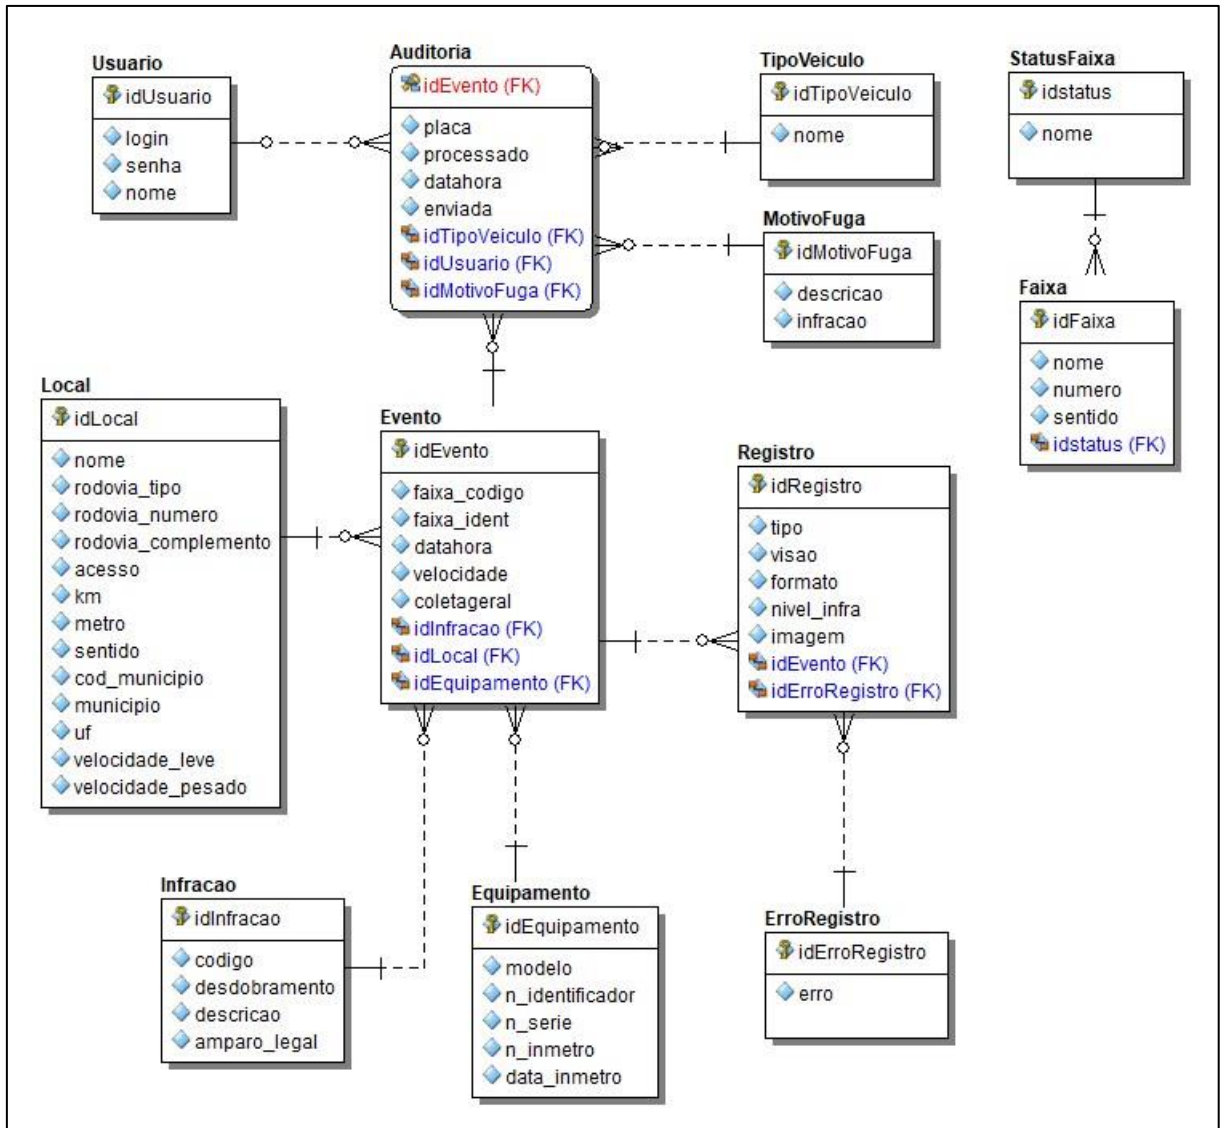 Usuario
idUsuario
login
senha
nome
Auditoria
idEvento (FK)
placa
processado
datahora
enviada
idTipoVeiculo (FK)
idUsuario (FK)
idMotivoFuga (FK)
TipoVeiculo
idTipoVeiculo
nome
StatusFaixa
idstatus
nome
MotivoFuga
idMotivoFuga
descricao
infracao
Faixa
idFaixa
nome
numero
sentido
idstatus (FK)
Local
idLocal
nome
rodovia_tipo
rodovia_numero
rodovia_complemento
acesso
km
metro
sentido
cod_municipio
municipio
uf
velocidade_leve
velocidade_pesado
Evento
idEvento
faixa_codigo
faixa_ident
datahora
velocidade
coletageral
idInfracao (FK)
idLocal (FK)
idEquipamento (FK)
Registro
idRegistro
tipo
visao
formato
nivel_infra
imagem
idEvento (FK)
idErroRegistro (FK)
Infracao
idInfracao
codigo
desdobramento
descricao
amparo_legal
Equipamento
idEquipamento
modelo
n_identificador
n_serie
n_inmetro
data_inmetro
ErroRegistro
idErroRegistro
erro